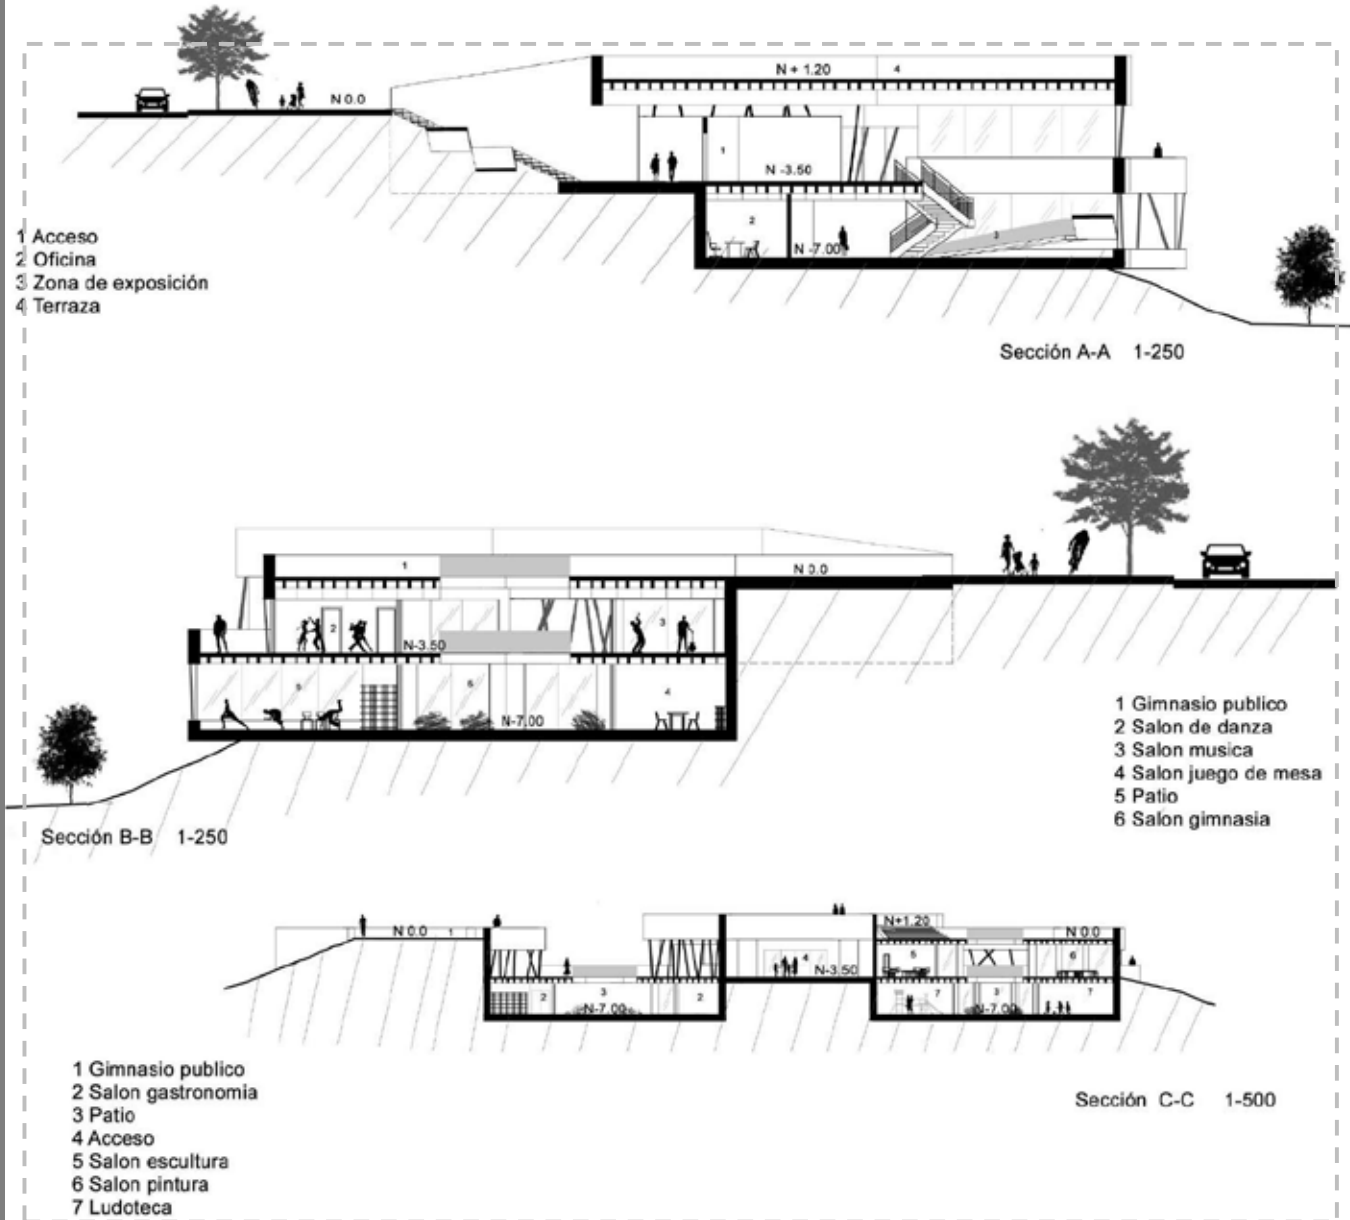 N + 1.20 4
N 0.0
1
N -3.50
2
N -7.00
3
1 Acceso
2 Oficina
3 Zona de exposición
4 Terraza
Sección A-A 1-250
1
N 0.0
2
N-3.50
3
5
6
4
N-7.00
1 Gimnasio publico
2 Salon de danza
3 Salon musica
4 Salon juego de mesa
5 Patio
6 Salon gimnasia
Sección B-B 1-250
N 0.0 1
N+1.20
N 0.0
4
N-3.50
5
6
2
3
2
N-7.00
7
3
7
N-7.00
1 Gimnasio publico
2 Salon gastronomia
3 Patio
4 Acceso
5 Salon escultura
6 Salon pintura
7 Ludoteca
Sección C-C 1-500